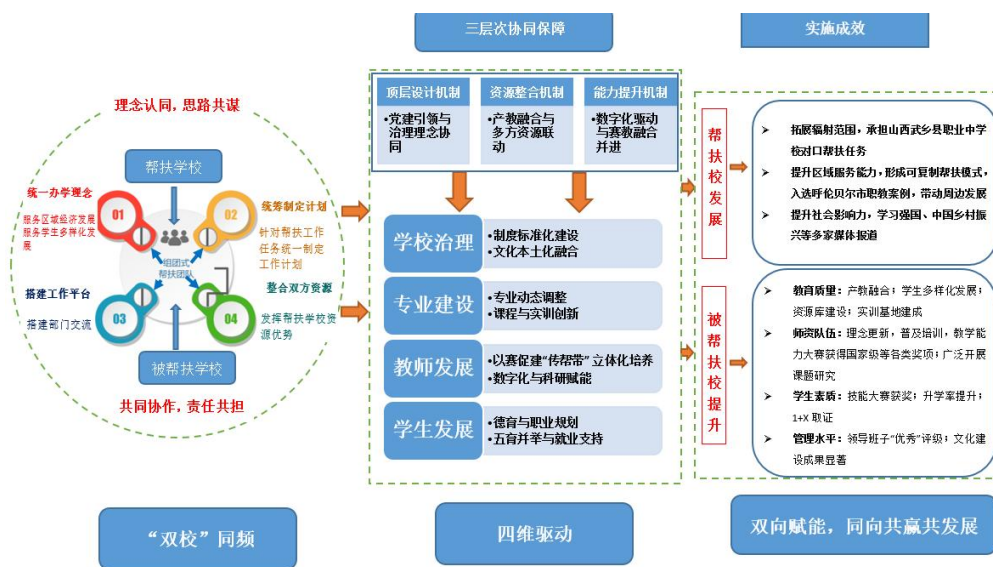 三层次协同保障
实施成效
理念认同，思路共谋
帮扶学校
统一办学理念
服务区域经济发展
服务学生多样化发
展
01
02
统筹制定计划
针对帮扶工作
任务统一制定
工作计划
组团式
帮扶团队
搭建工作平台
搭建部门交流
03
04
整合双方资源
发挥帮扶学校资
源优势
被帮扶学校
共同协作，责任共担
“双校”同频
顶层设计机制
•党建引领与
治理理念协
同
资源整合机制
•产教融合与
多方资源联
动
能力提升机制
•数字化驱动
与赛教融合
并进
学校治理
•制度标准化建设
•文化本土化融合
专业建设
•专业动态调整
•课程与实训创新
教师发展
•以赛促建“传帮带”立体化培养
•数字化与科研赋能
学生发展
•德育与职业规划
•五育并举与就业支持
四维驱动
帮扶校发展
➢ 拓展辐射范围，承担山西武乡县职业中学
校对口帮扶任务
➢ 提升区域服务能力，形成可复制帮扶模式，
入选呼伦贝尔市职教案例，带动周边发展
➢ 提升社会影响力，学习强国、中国乡村振
兴等多家媒体报道
被帮扶校提升
➢ 教育质量：产教融合；学生多样化发展；
资源库建设；实训基地建成
➢ 师资队伍：理念更新，普及培训，教学能
力大赛获得国家级等各类奖项；广泛开展
课题研究
➢ 学生素质：技能大赛获奖；升学率提升；
1+X 取证
➢ 管理水平：领导班子“优秀”评级；文化建
设成果显著
双向赋能，同向共赢共发展